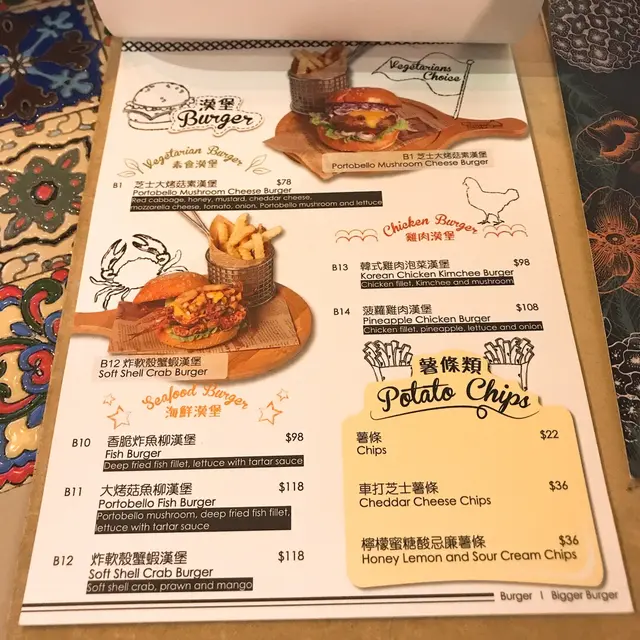 漢堡
Burger
Vegetarians
Choice
B1 芝士大烤菇素漢堡
Portobello Mushroom Cheese Burger
Vegetarian Burger
素食漢堡
B1 芝士大烤菇素漢堡 $78
Portobello Mushroom Cheese Burger
Red cabbage, honey, mustard, cheddar cheese,
mozzarella cheese, tomato, onion, Portobello mushroom and lettuce
Chicken Burger
雞肉漢堡
B13 韓式雞肉泡菜漢堡 $98
Korean Chicken Kimchee Burger
Chicken fillet, Kimchee and mushroom
B14 菠蘿雞肉漢堡 $108
Pineapple Chicken Burger
Chicken fillet, pineapple, lettuce and onion
B12 炸軟殼蟹蝦漢堡
Soft Shell Crab Burger
Seafood Burger
海鮮漢堡
B10 香脆炸魚柳漢堡 $98
Fish Burger
Deep fried fish fillet, lettuce with tartar sauce
B11 大烤菇魚柳漢堡 $118
Portobello Fish Burger
Portobello mushroom, deep fried fish fillet,
lettuce with tartar sauce
B12 炸軟殼蟹蝦漢堡 $118
Soft Shell Crab Burger
Soft shell crab, prawn and mango
薯條類
Potato Chips
薯條 $22
Chips
車打芝士薯條 $36
Cheddar Cheese Chips
檸檬蜜糖酸忌廉薯條 $36
Honey Lemon and Sour Cream Chips
Burger | Bigger Burger